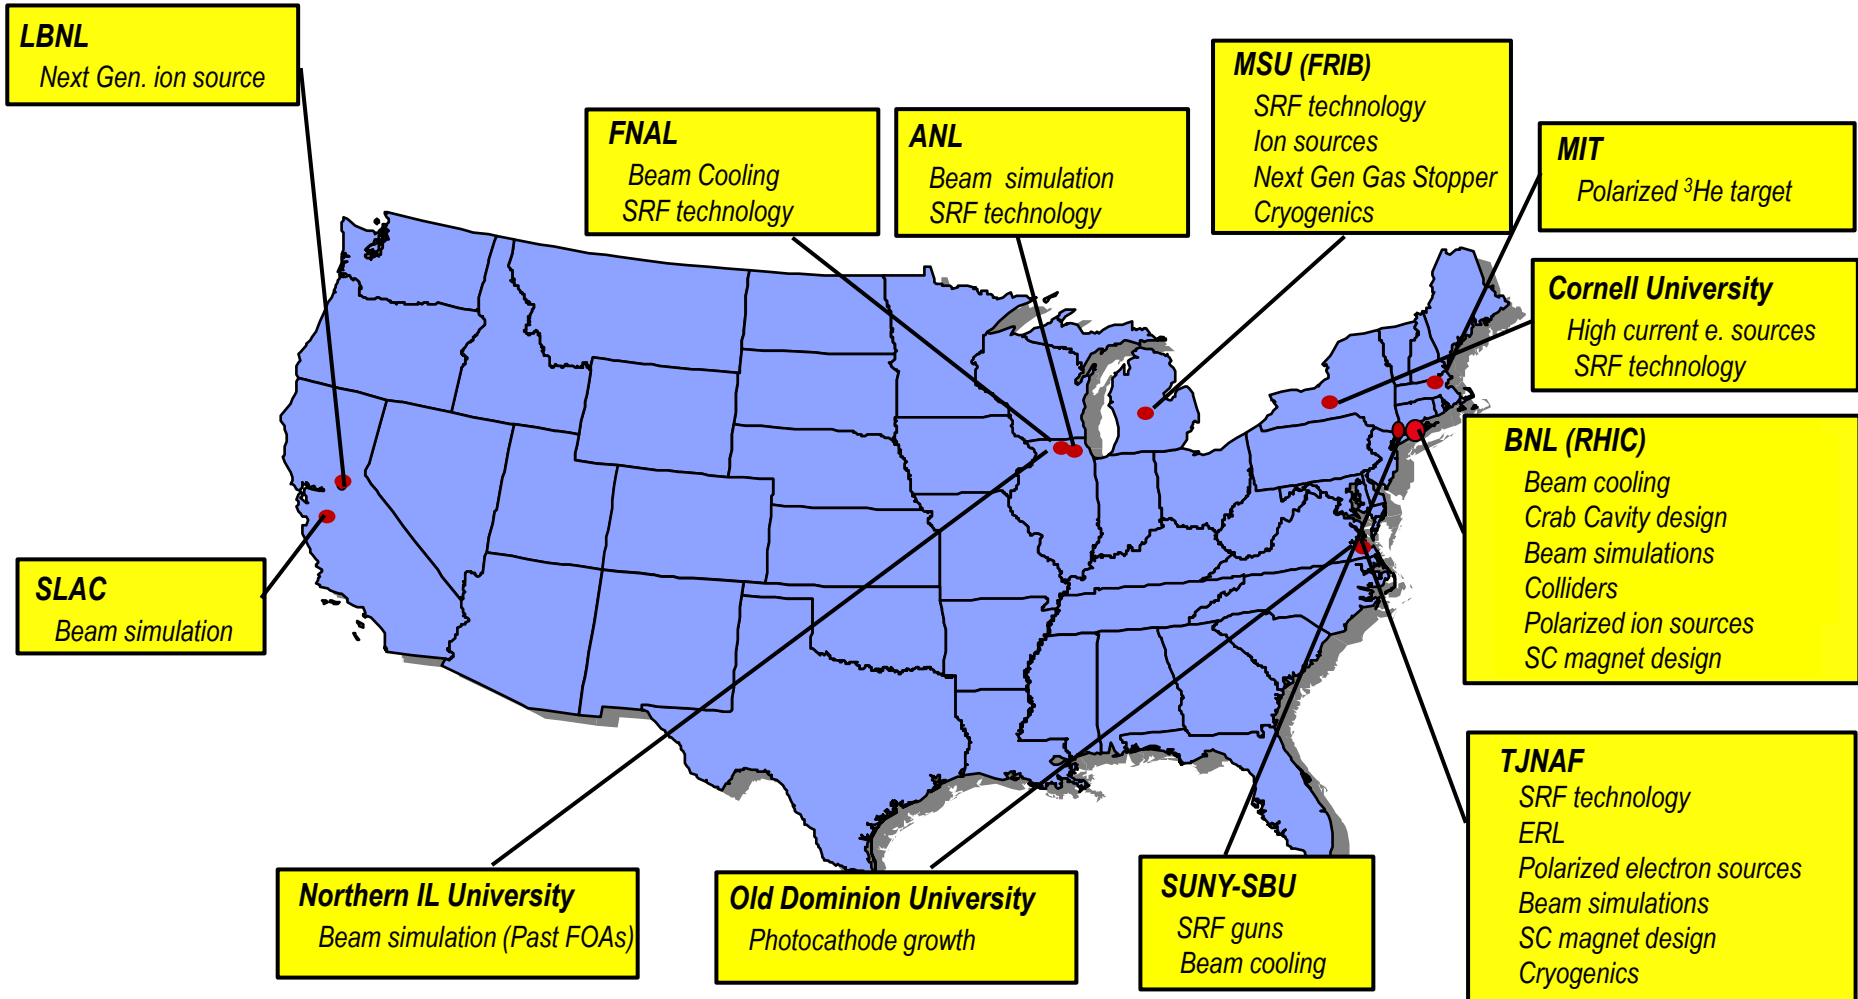 LBNL
Next Gen. ion source
FNAL
Beam Cooling
SRF technology
ANL
Beam simulation
SRF technology
MSU (FRIB)
SRF technology
Ion sources
Next Gen Gas Stopper
Cryogenics
MIT
Polarized ³He target
Cornell University
High current e. sources
SRF technology
BNL (RHIC)
Beam cooling
Crab Cavity design
Beam simulations
Colliders
Polarized ion sources
SC magnet design
SLAC
Beam simulation
TJNAF
SRF technology
ERL
Polarized electron sources
Beam simulations
SC magnet design
Cryogenics
Northern IL University
Beam simulation (Past FOAs)
Old Dominion University
Photocathode growth
SUNY-SBU
SRF guns
Beam cooling